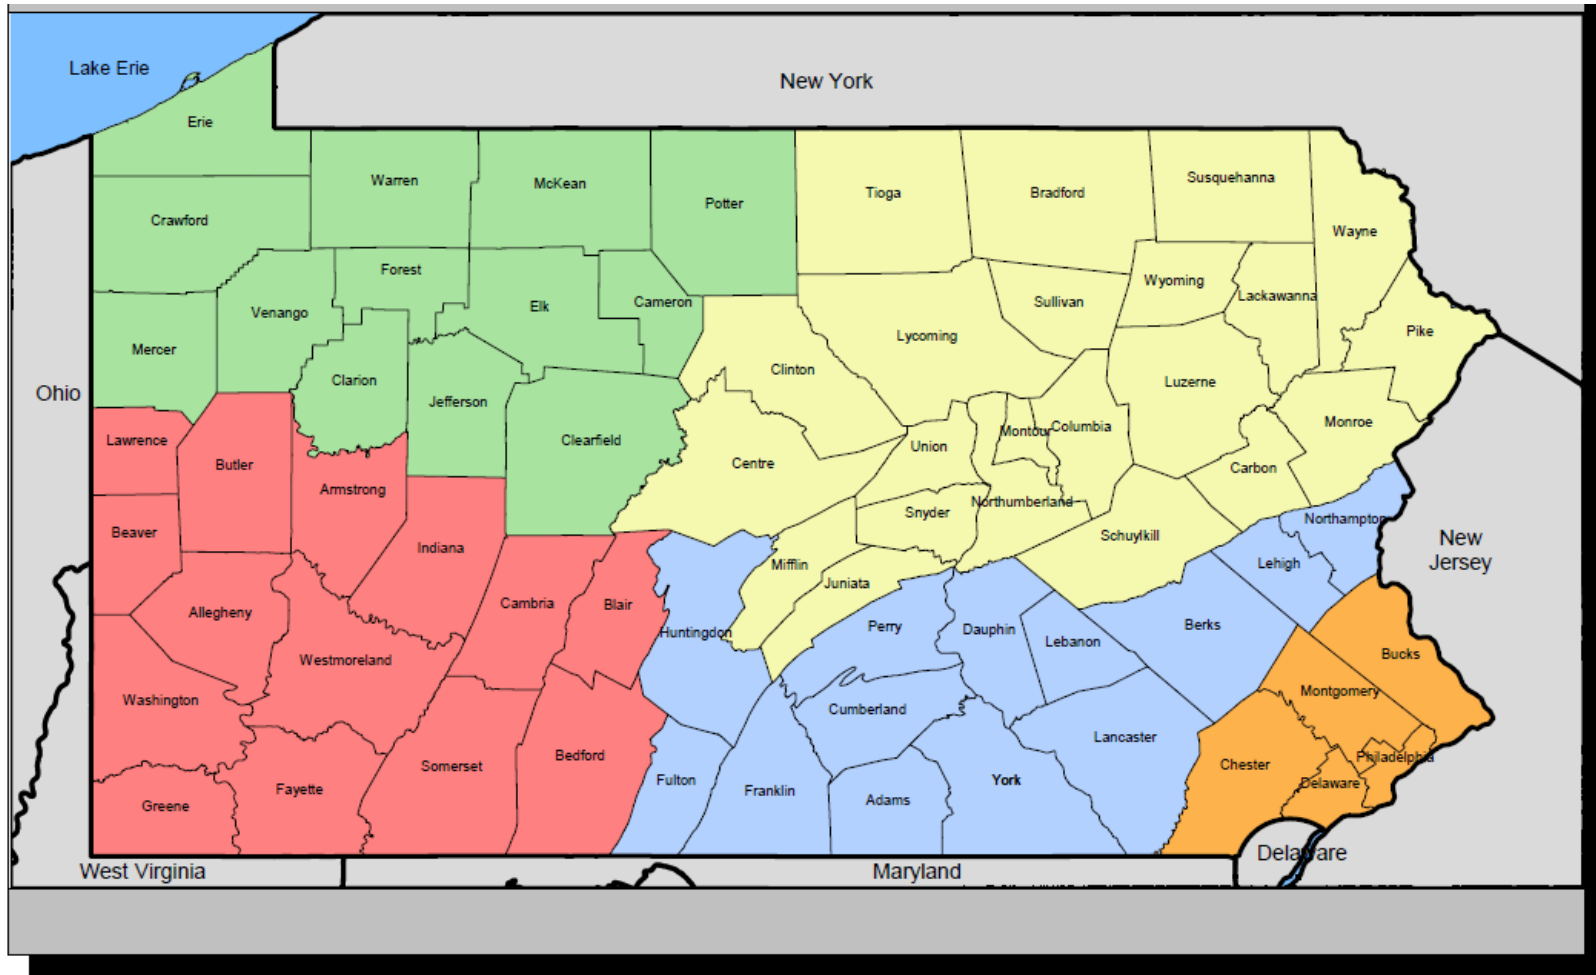 Lake Erie
New York
Erie
Warren
McKean
Potter
Tioga
Bradford
Susquehanna
Crawford
Wayne
Forest
Venango
Elk
Cameron
Sullivan
Wyoming
Lackawanna
Mercer
Lycoming
Pike
Ohio
Clarion
Jefferson
Clinton
Luzerne
Lawrence
Butler
Clearfield
Centre
Union
Montour
Columbia
Monroe
Carbon
Armstrong
Snyder
Northumberland
Northampton
Beaver
Indiana
Schuylkill
New
Jersey
Mifflin
Juniata
Lehigh
Allegheny
Cambria
Blair
Huntingdon
Perry
Dauphin
Lebanon
Berks
Westmoreland
Bucks
Washington
Cumberland
Montgomery
Lancaster
Somerset
Bedford
Chester
Philadelphia
Greene
Fayette
Fulton
Franklin
Adams
York
Delaware
West Virginia
Maryland
Delaware